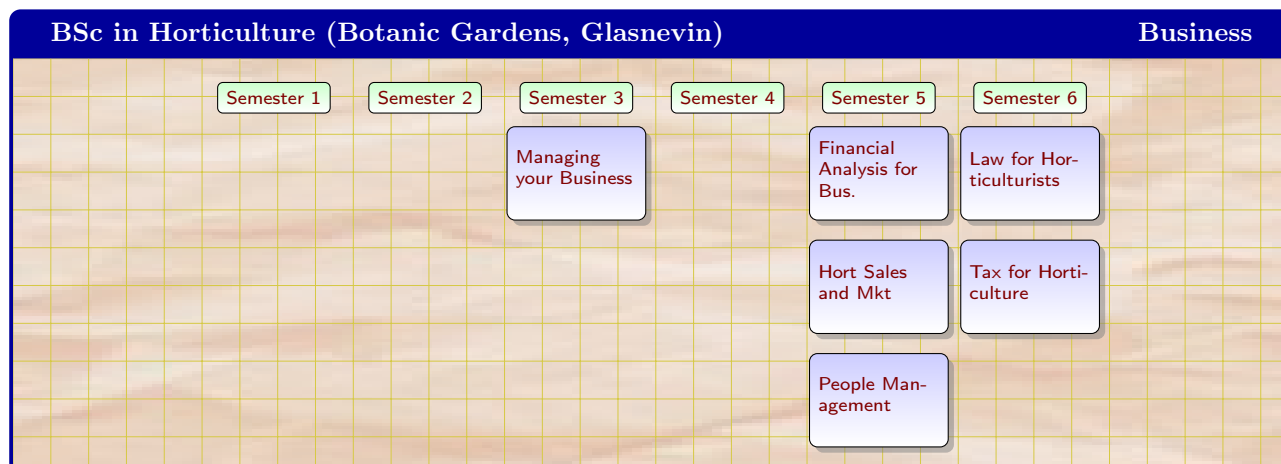 BSc in Horticulture (Botanic Gardens, Glasnevin) Business
Semester 1 Semester 2 Semester 3 Semester 4 Semester 5 Semester 6
Managing
your Business
Financial
Analysis for
Bus.
Law for Hor-
ticulturists
Hort Sales
and Mkt
Tax for Horti-
culture
People Man-
agement